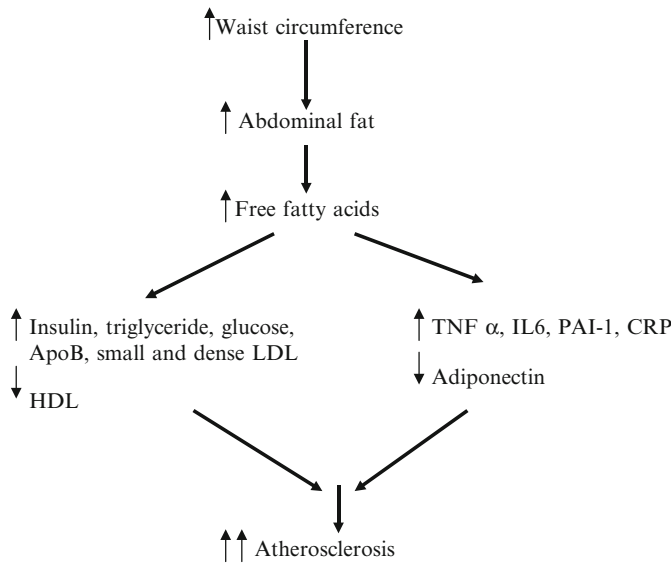 ↑Waist circumference
↑ Abdominal fat
↑Free fatty acids
↑ Insulin, triglyceride, glucose,
ApoB, small and dense LDL
↓ HDL
↑ TNF α, IL6, PAI-1, CRP
↓ Adiponectin
↑↑ Atherosclerosis